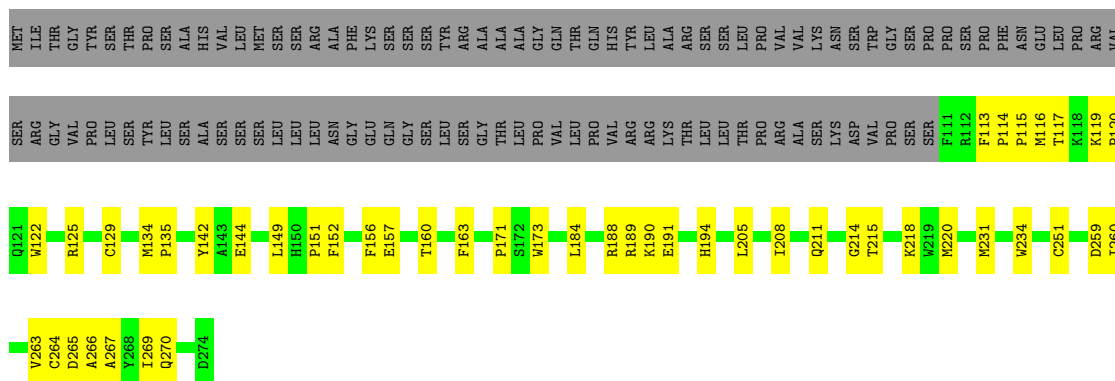 MET ILE THR GLY TYR SER THR PRO SER ALA HIS VAL LEU MET SER SER ARG ALA PHE LYS SER SER SER TYR ARG ALA ALA ALA GLY GLN THR GLN HIS TYR LEU ALA ARG SER SER LEU PRO VAL VAL LYS ASN SER TRP GLY SER PRO PRO SER PRO PHE ASN GLU LEU PRO ARG VAL
SER ARG GLY VAL PRO LEU SER TYR LEU SER ALA SER SER SER LEU LEU LEU ASN GLY GLU GLN GLY SER LEU SER GLY THR LEU PRO VAL LEU PRO VAL ARG ARG LYS THR LEU LEU THR PRO ARG ALA SER LYS ASP VAL PRO SER SER F111 R112 F113 P114 P115 M116 T117 K118 K119
Q121 W122 R125 C129 M134 P135 Y142 A143 E144 L149 H150 P151 F152 F156 E157 T160 F163 P171 S172 W173 L184 R188 R189 K190 E191 H194 L205 I208 Q211 G214 T215 K218 W219 M220 M231 W234 C251 D259
V263 C264 D265 A266 A267 Y268 I269 Q270 D274